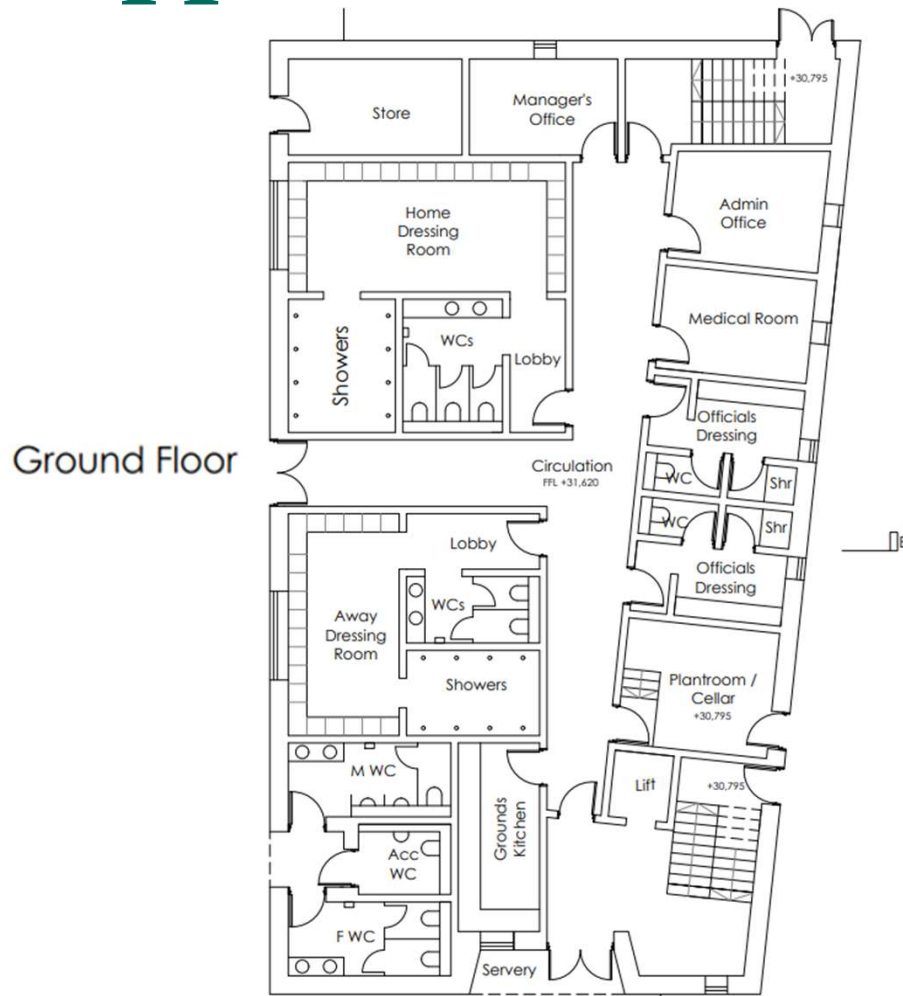 +30,795
Store
Manager's
Office
Admin
Office
Home
Dressing
Room
Medical Room
Showers
WCs
Lobby
Officials
Dressing
Ground Floor
Circulation
FFL +31,620
WC
Shr
WC
Shr
Lobby
Officials
Dressing
WCs
Away
Dressing
Room
Showers
Plantroom /
Cellar
+30,795
M WC
Lift
+30,795
Grounds
Kitchen
Acc
WC
F WC
Servery